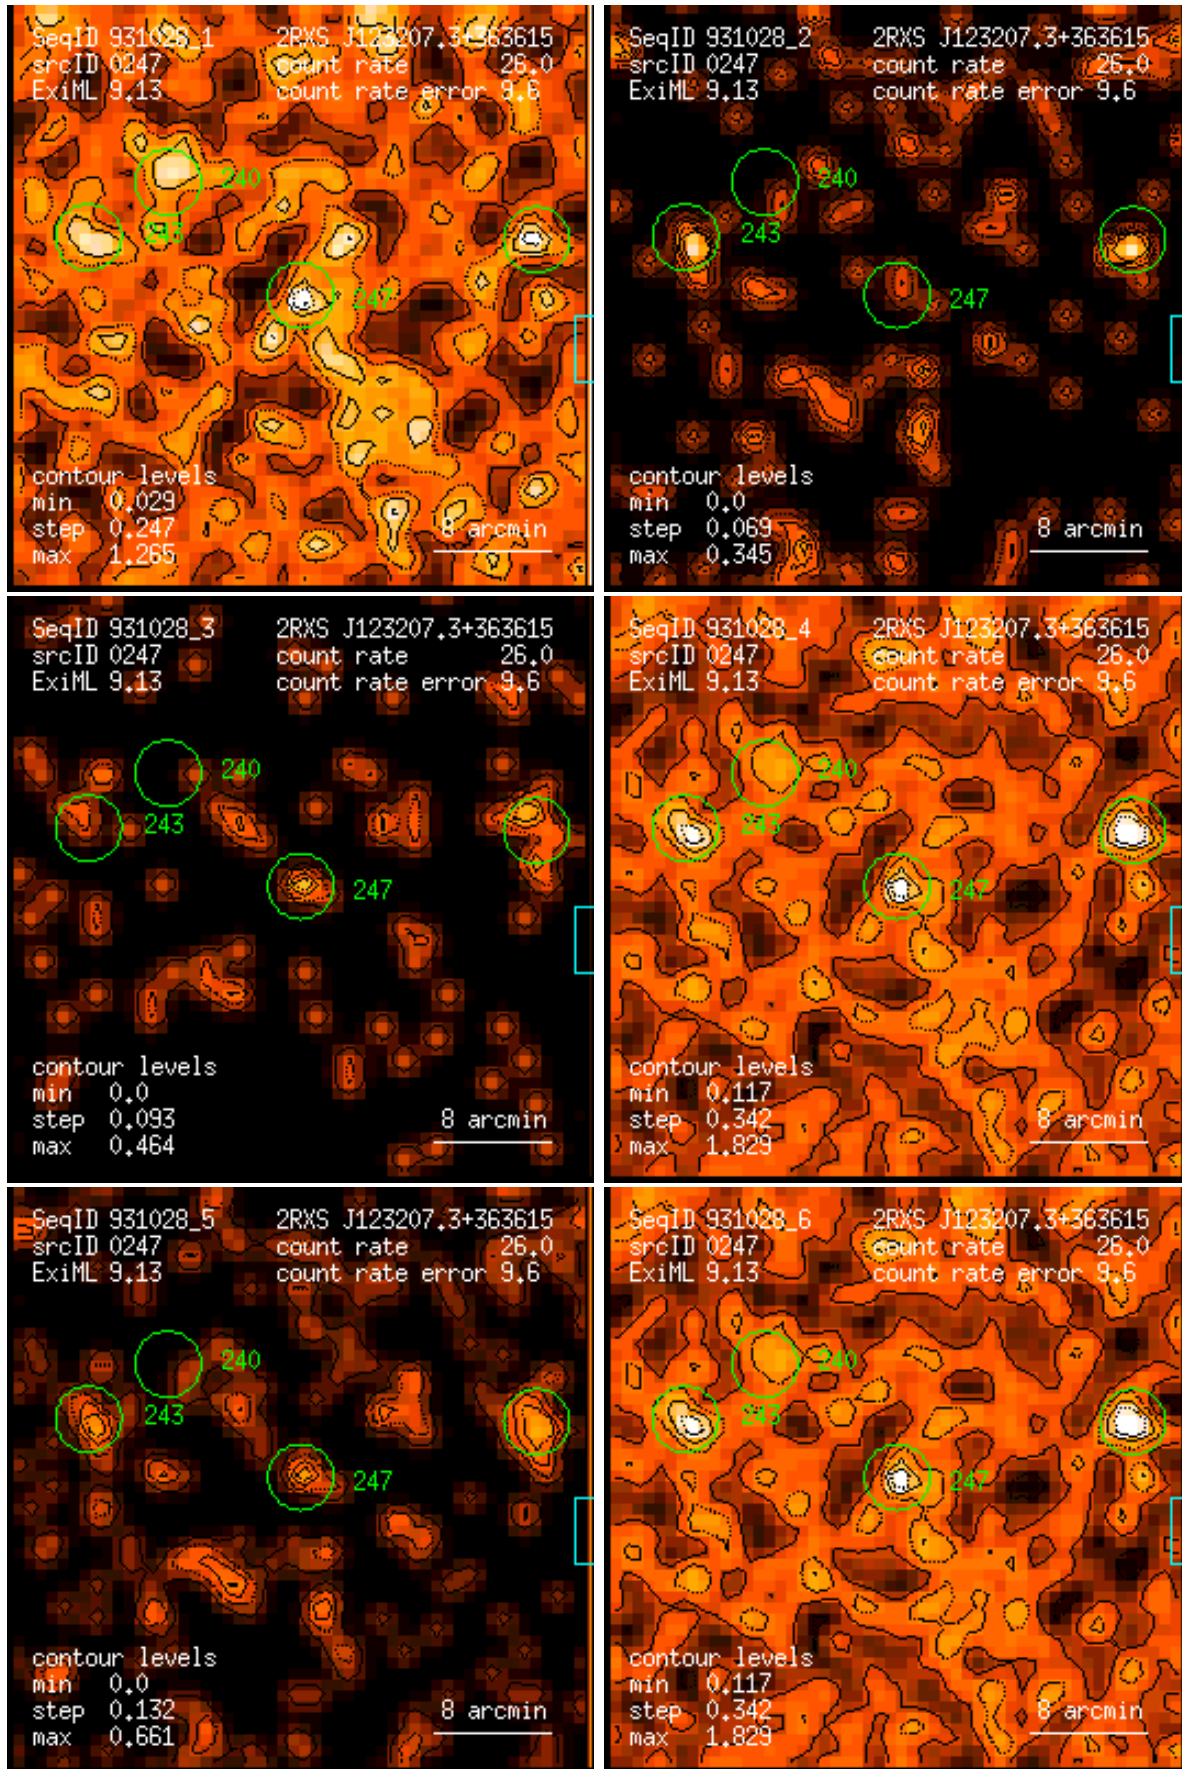 SeqID 931028_1 2RXS J123207.3+363615
srcID 0247 count rate 26.0
ExiML 9.13 count rate error 9.6
240
243
247
contour levels
min 0.029
step 0.247 8 arcmin
max 1.265
SeqID 931028_2 2RXS J123207.3+363615
srcID 0247 count rate 26.0
ExiML 9.13 count rate error 9.6
240
243
247
contour levels
min 0.0
step 0.069 8 arcmin
max 0.345
SeqID 931028_3 2RXS J123207.3+363615
srcID 0247 count rate 26.0
ExiML 9.13 count rate error 9.6
240
243
247
contour levels
min 0.0
step 0.093 8 arcmin
max 0.464
SeqID 931028_4 2RXS J123207.3+363615
srcID 0247 count rate 26.0
ExiML 9.13 count rate error 9.6
240
243
247
contour levels
min 0.117
step 0.342 8 arcmin
max 1.829
SeqID 931028_5 2RXS J123207.3+363615
srcID 0247 count rate 26.0
ExiML 9.13 count rate error 9.6
240
243
247
contour levels
min 0.0
step 0.132 8 arcmin
max 0.661
SeqID 931028_6 2RXS J123207.3+363615
srcID 0247 count rate 26.0
ExiML 9.13 count rate error 9.6
240
243
247
contour levels
min 0.117
step 0.342 8 arcmin
max 1.829